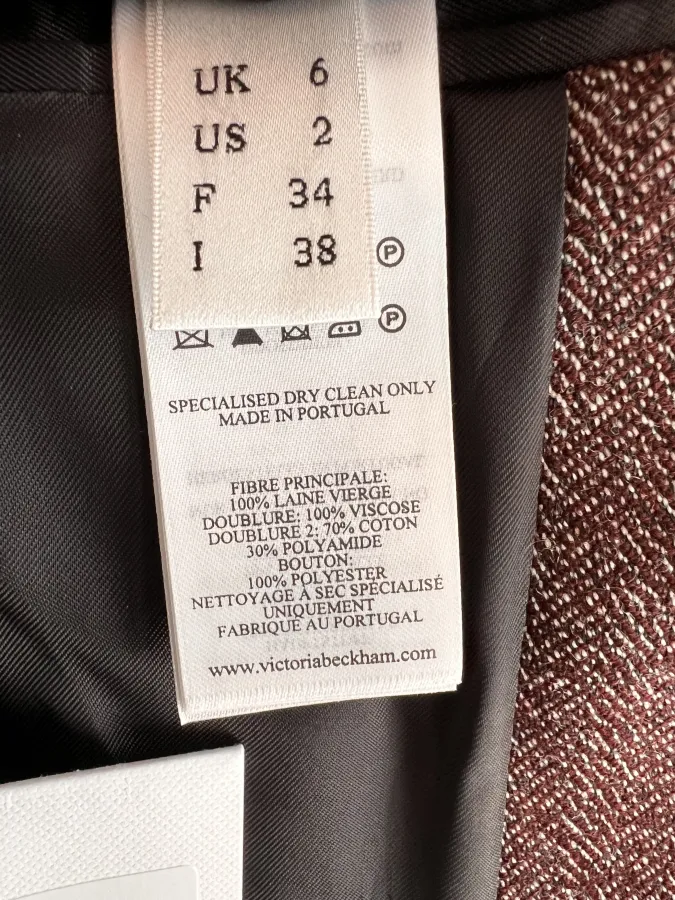 UK 6
US 2
F 34
I 38
P
P
SPECIALISED DRY CLEAN ONLY
MADE IN PORTUGAL
FIBRE PRINCIPALE:
100% LAINE VIERGE
DOUBLURE: 100% VISCOSE
DOUBLURE 2: 70% COTON
30% POLYAMIDE
BOUTON:
100% POLYESTER
NETTOYAGE À SEC SPÉCIALISÉ
UNIQUEMENT
FABRIQUÉ AU PORTUGAL
www.victoriabeckham.com